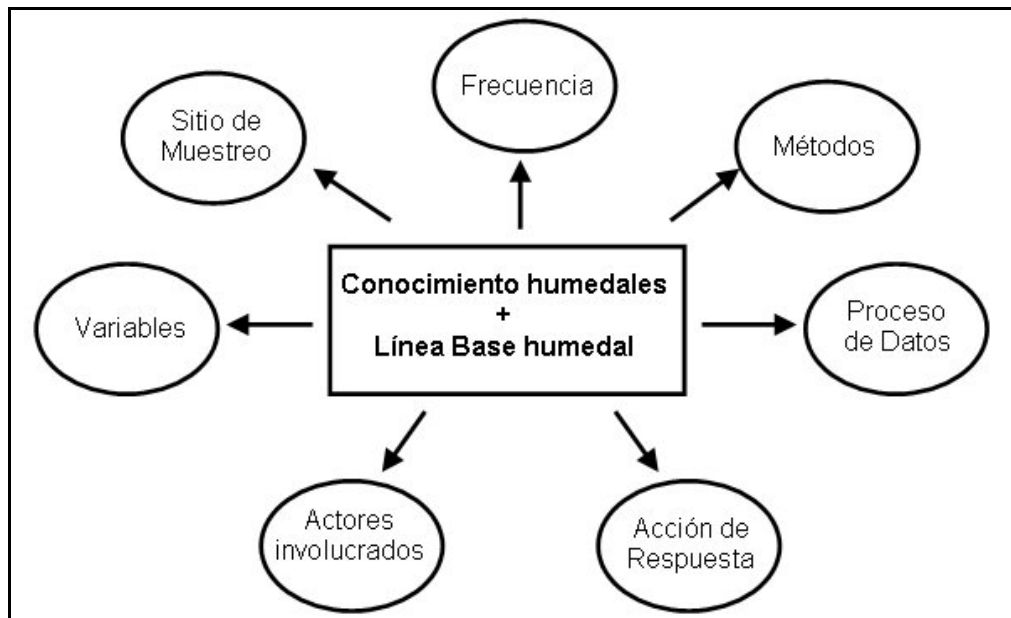 Frecuencia
Sitio de
Muestreo
Métodos
Conocimiento humedales
+
Línea Base humedal
Variables
Proceso
de Datos
Actores
involucrados
Acción de
Respuesta